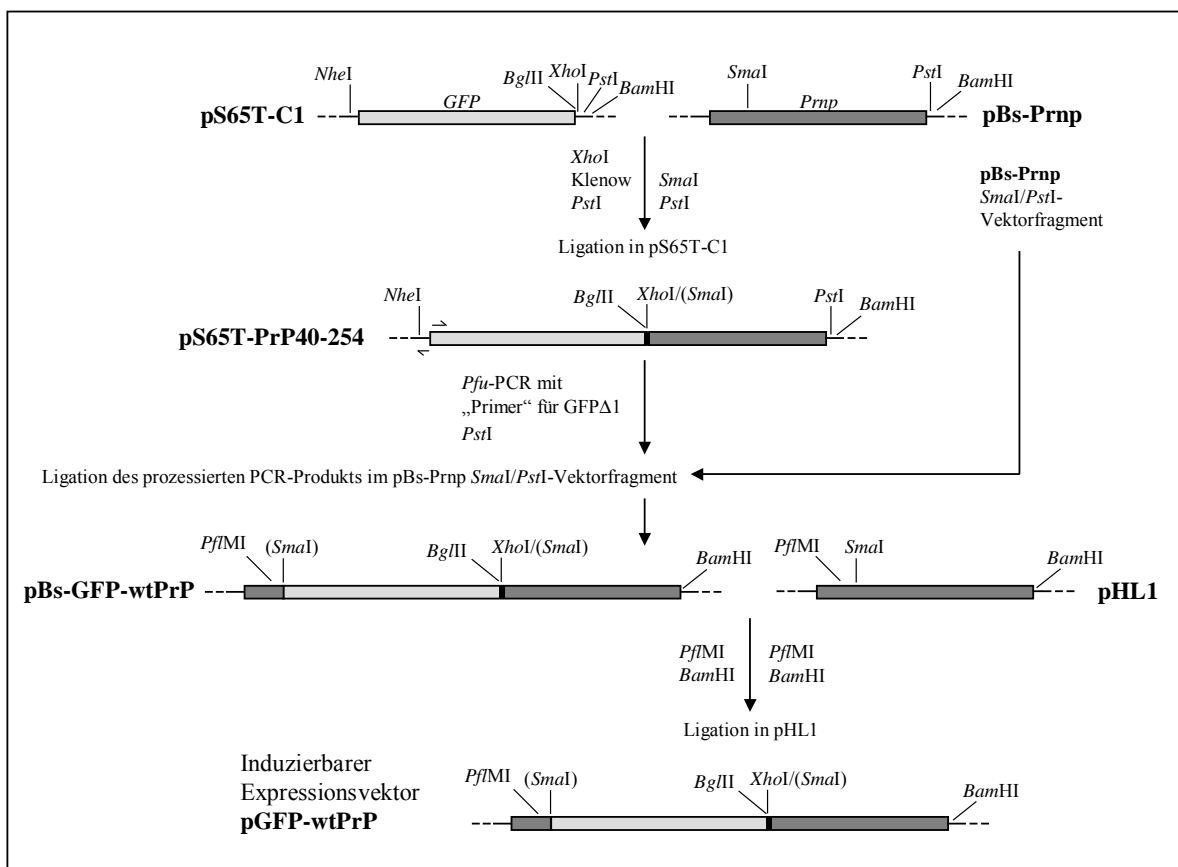 NheI
BglII
XhoI
PstI
BamHI
SmaI
PstI
BamHI
pS65T-C1
GFP
Prnp
pBs-Prnp
XhoI
Klenow
PstI
SmaI
PstI
pBs-Prnp
SmaI/PstI-
Vektorfragment
Ligation in pS65T-C1
NheI
BglII
XhoI/(SmaI)
PstI
BamHI
pS65T-PrP40-254
Pfu-PCR mit
„Primer“ für GFPΔ1
PstI
Ligation des prozessierten PCR-Produkts im pBs-Prnp SmaI/PstI-Vektorfragment
PflMI
(SmaI)
BglII
XhoI/(SmaI)
BamHI
PflMI
SmaI
BamHI
pBs-GFP-wtPrP
pHL1
PflMI
BamHI
PflMI
BamHI
Ligation in pHL1
Induzierbarer
Expressionsvektor
pGFP-wtPrP
PflMI
(SmaI)
BglII
XhoI/(SmaI)
BamHI